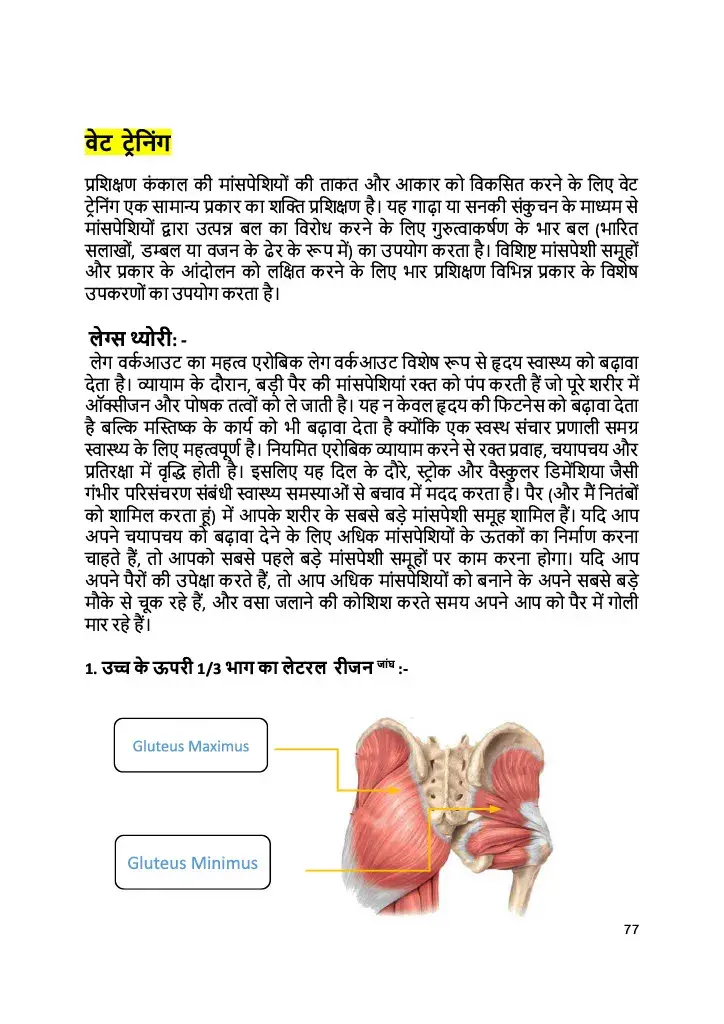 वेट ट्रेनिंग
प्रशिक्षण कंकाल की मांसपेशियों की ताकत और आकार को विकसित करने के लिए वेट
ट्रेनिंग एक सामान्य प्रकार का शक्ति प्रशिक्षण है। यह गाढ़ा या सनकी संकुचन के माध्यम से
मांसपेशियों द्वारा उत्पन्न बल का विरोध करने के लिए गुरुत्वाकर्षण के भार बल (भारित
सलाखों, डम्बल या वजन के ढेर के रूप में) का उपयोग करता है। विशिष्ट मांसपेशी समूहों
और प्रकार के आंदोलन को लक्षित करने के लिए भार प्रशिक्षण विभिन्न प्रकार के विशेष
उपकरणों का उपयोग करता है।
लेग्स थ्योरी: -
लेग वर्कआउट का महत्व एरोबिक लेग वर्कआउट विशेष रूप से हृदय स्वास्थ्य को बढ़ावा
देता है। व्यायाम के दौरान, बड़ी पैर की मांसपेशियां रक्त को पंप करती हैं जो पूरे शरीर में
ऑक्सीजन और पोषक तत्वों को ले जाती है। यह न केवल हृदय की फिटनेस को बढ़ावा देता
है बल्कि मस्तिष्क के कार्य को भी बढ़ावा देता है क्योंकि एक स्वस्थ संचार प्रणाली समग्र
स्वास्थ्य के लिए महत्वपूर्ण है। नियमित एरोबिक व्यायाम करने से रक्त प्रवाह, चयापचय और
प्रतिरक्षा में वृद्धि होती है। इसलिए यह दिल के दौरे, स्ट्रोक और वैस्कुलर डिमेंशिया जैसी
गंभीर परिसंचरण संबंधी स्वास्थ्य समस्याओं से बचाव में मदद करता है। पैर (और मैं नितंबों
को शामिल करता हूं) में आपके शरीर के सबसे बड़े मांसपेशी समूह शामिल हैं। यदि आप
अपने चयापचय को बढ़ावा देने के लिए अधिक मांसपेशियों के ऊतकों का निर्माण करना
चाहते हैं, तो आपको सबसे पहले बड़े मांसपेशी समूहों पर काम करना होगा। यदि आप
अपने पैरों की उपेक्षा करते हैं, तो आप अधिक मांसपेशियों को बनाने के अपने सबसे बड़े
मौके से चूक रहे हैं, और वसा जलाने की कोशिश करते समय अपने आप को पैर में गोली
मार रहे हैं।
1. उच्च के ऊपरी 1/3 भाग का लेटरल रीजन जांघ :-
Gluteus Maximus
Gluteus Minimus
77